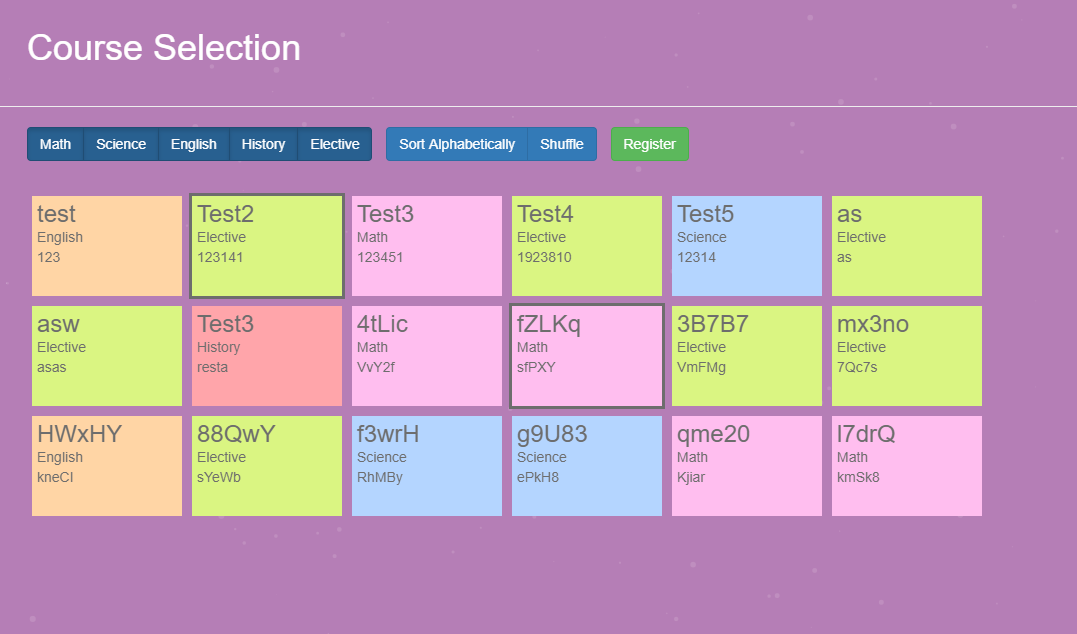 Course Selection
Math Science English History Elective Sort Alphabetically Shuffle Register
test Test2 Test3 Test4 Test5 as
English Elective Math Elective Science Elective
123 123141 123451 1923810 12314 as
asw Test3 4tLic fZLKq 3B7B7 mx3no
Elective History Math Math Elective Elective
asas resta VvY2f sfPXY VmFMg 7Qc7s
HWxHY 88QwY f3wrH g9U83 qme20 l7drQ
English Elective Science Science Math Math
kneCl sYeWb RhMBy ePkH8 Kjiar kmSk8